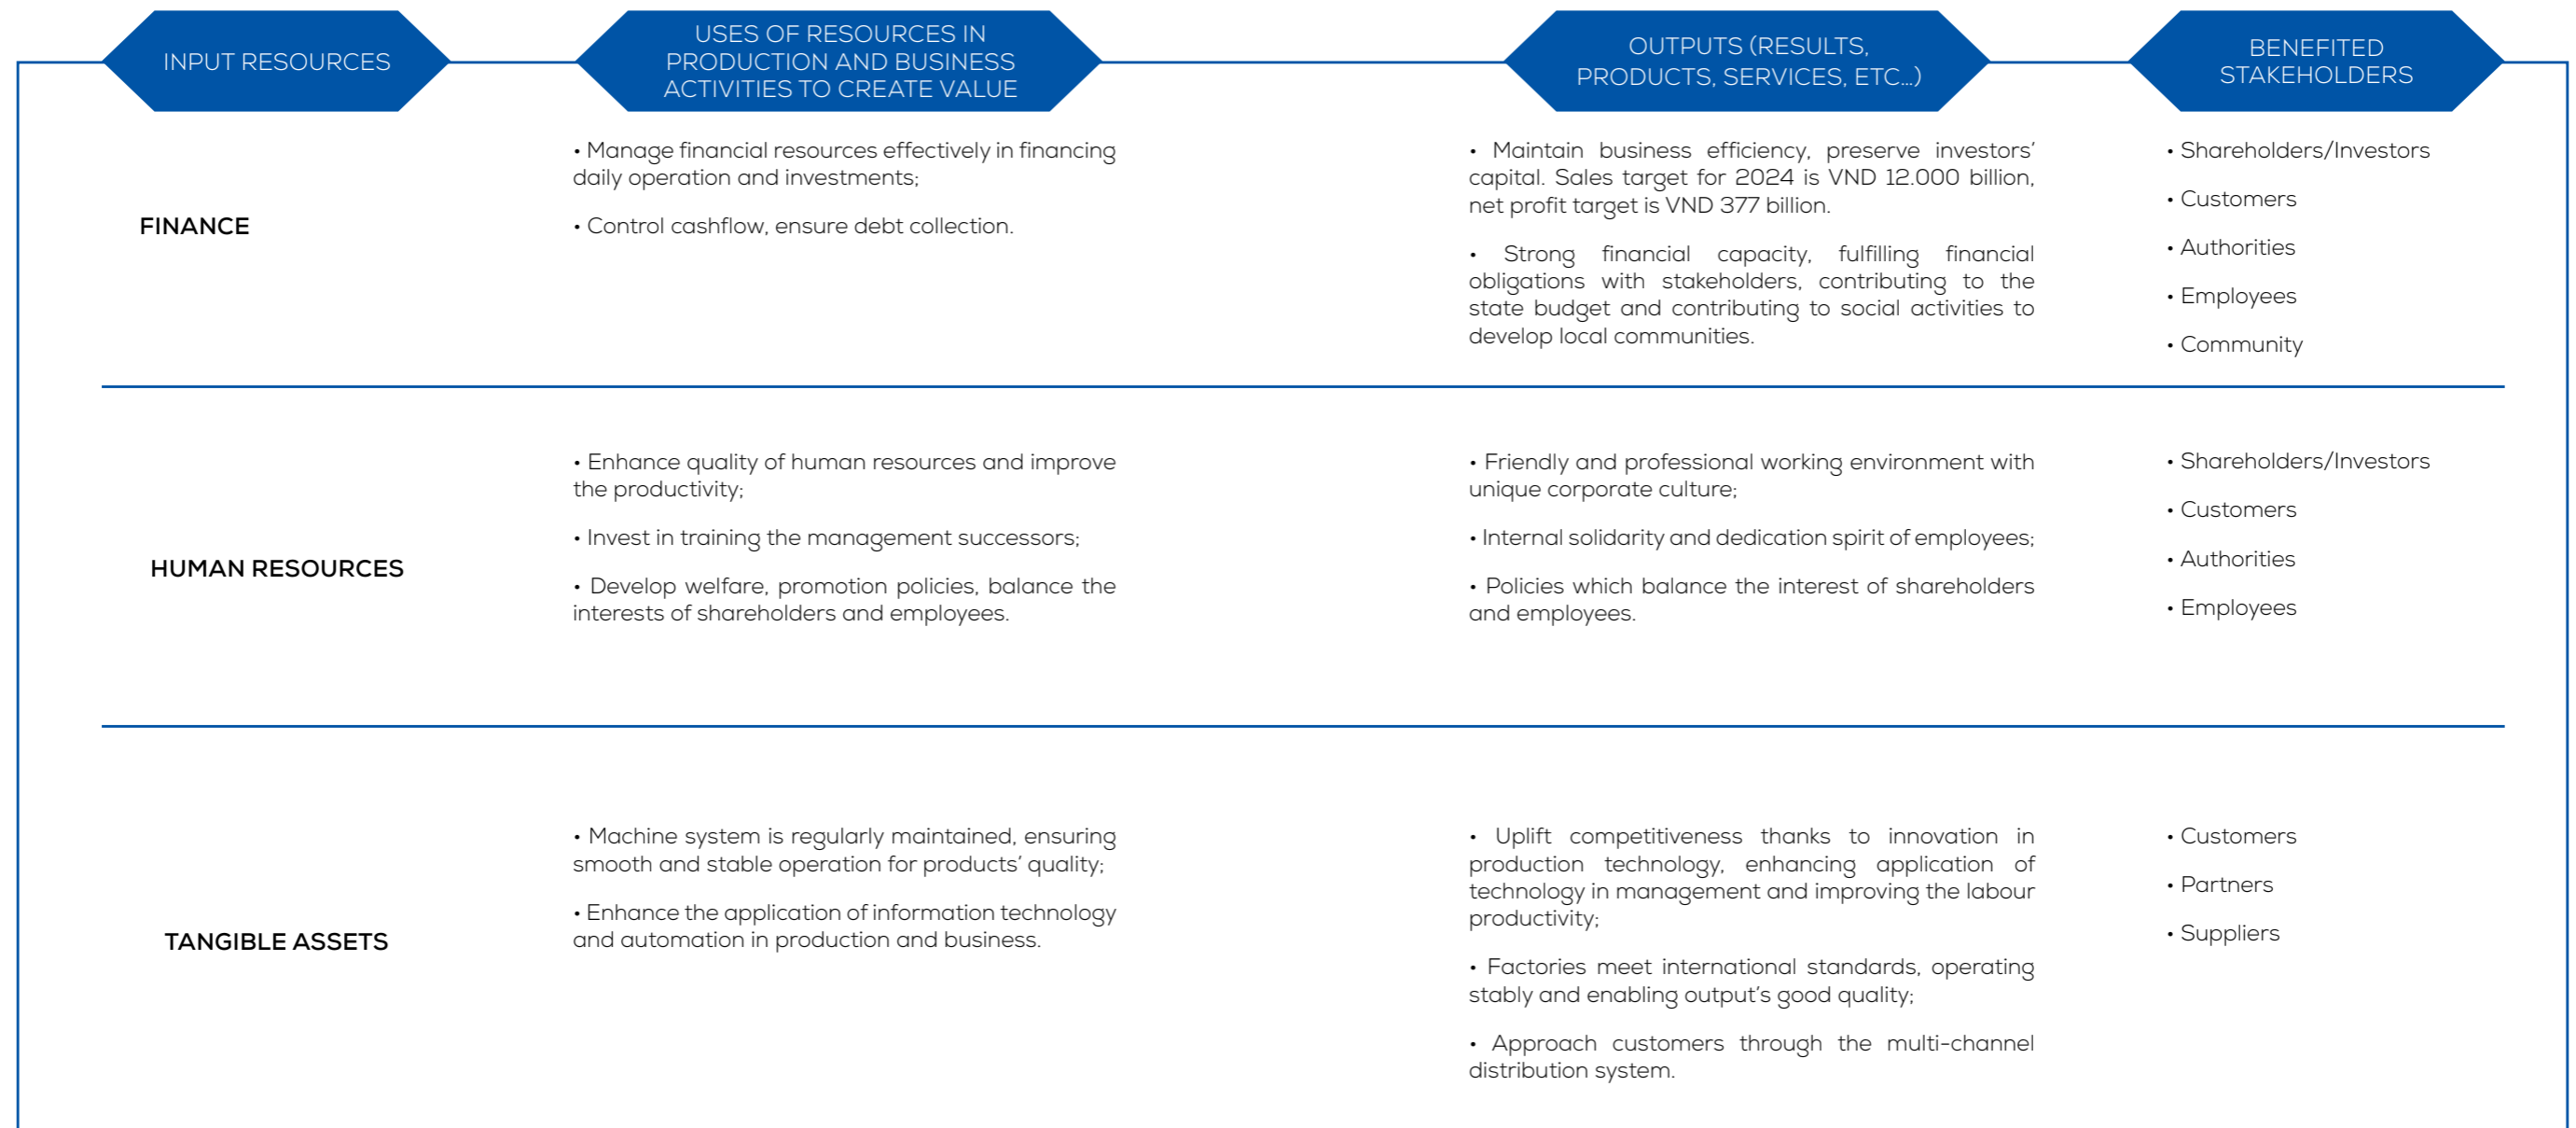 INPUT RESOURCES
USES OF RESOURCES IN
PRODUCTION AND BUSINESS
ACTIVITIES TO CREATE VALUE
OUTPUTS (RESULTS,
PRODUCTS, SERVICES, ETC...)
BENEFITED
STAKEHOLDERS
FINANCE
• Manage financial resources effectively in financing
daily operation and investments;
• Control cashflow, ensure debt collection.
• Maintain business efficiency, preserve investors'
capital. Sales target for 2024 is VND 12.000 billion,
net profit target is VND 377 billion.
• Strong financial capacity, fulfilling financial
obligations with stakeholders, contributing to the
state budget and contributing to social activities to
develop local communities.
• Shareholders/Investors
• Customers
• Authorities
• Employees
• Community
HUMAN RESOURCES
• Enhance quality of human resources and improve
the productivity;
• Invest in training the management successors;
• Develop welfare, promotion policies, balance the
interests of shareholders and employees.
• Friendly and professional working environment with
unique corporate culture;
• Internal solidarity and dedication spirit of employees;
• Policies which balance the interest of shareholders
and employees.
• Shareholders/Investors
• Customers
• Authorities
• Employees
TANGIBLE ASSETS
• Machine system is regularly maintained, ensuring
smooth and stable operation for products' quality;
• Enhance the application of information technology
and automation in production and business.
• Uplift competitiveness thanks to innovation in
production technology, enhancing application of
technology in management and improving the labour
productivity;
• Factories meet international standards, operating
stably and enabling output's good quality;
• Approach customers through the multi-channel
distribution system.
• Customers
• Partners
• Suppliers